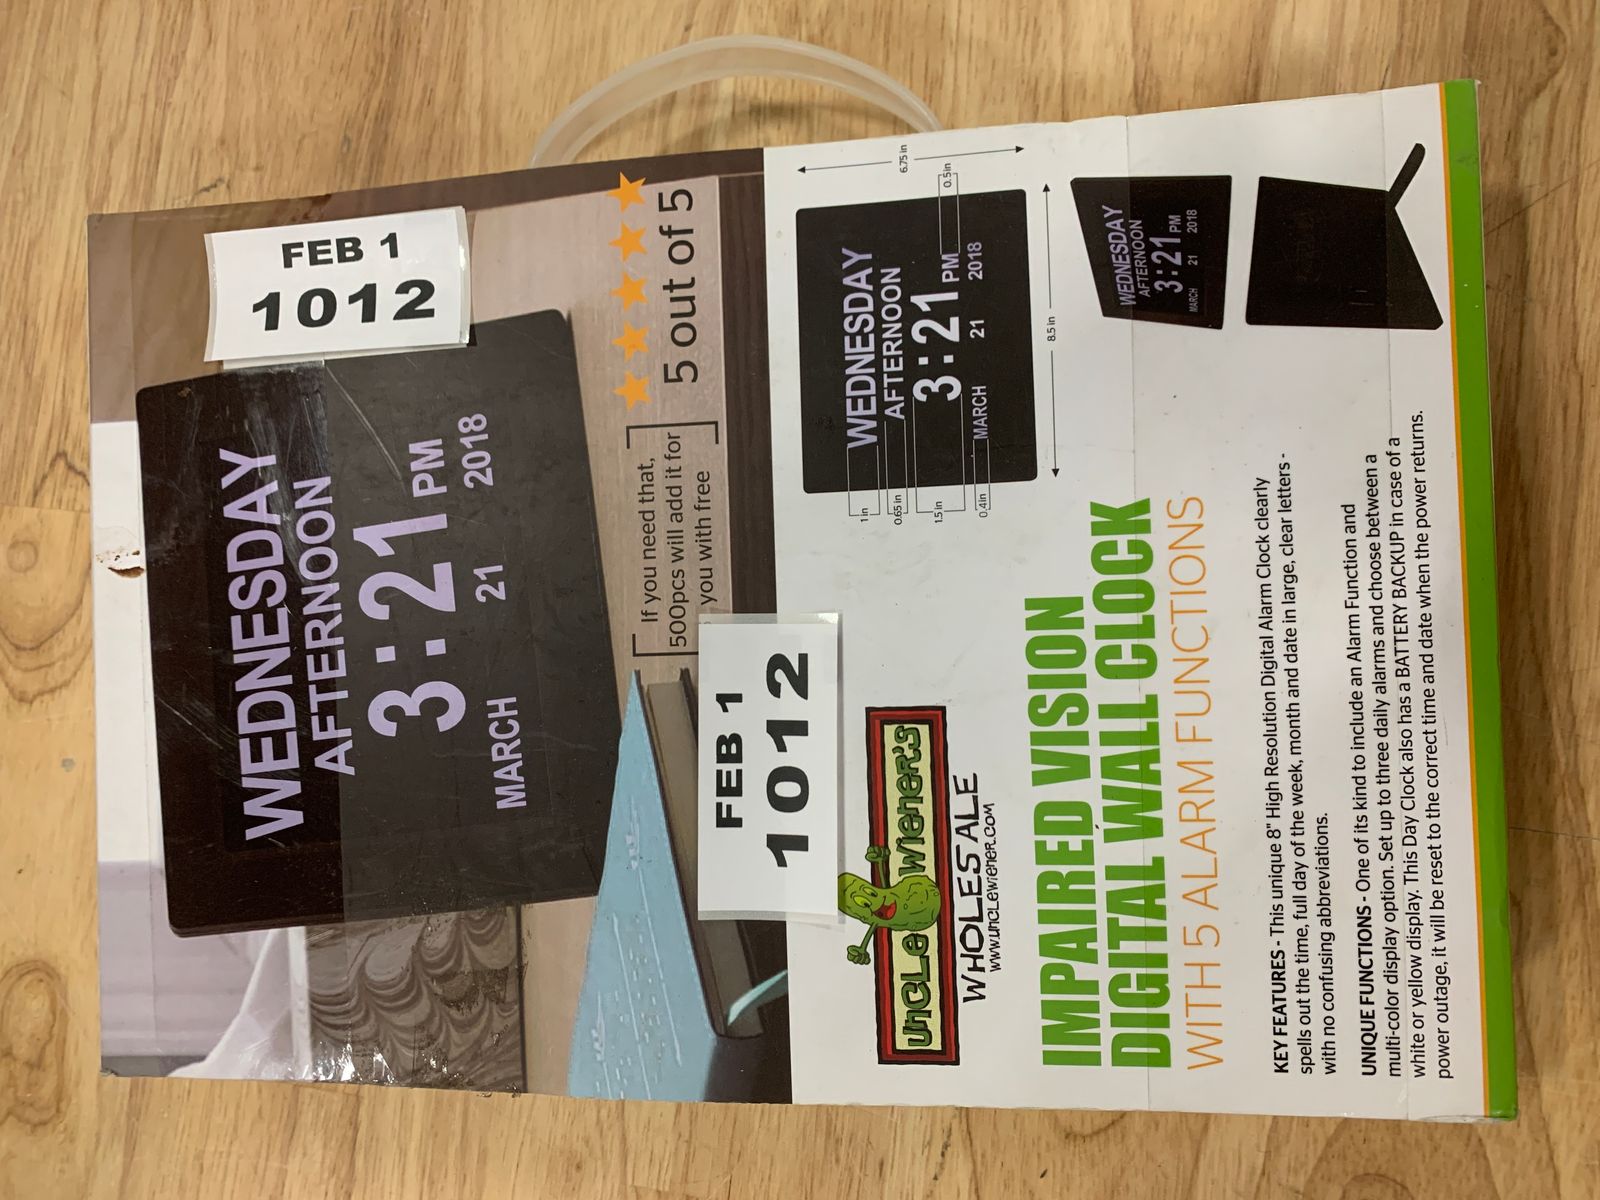 FEB 1
1012
WEDNESDAY
AFTERNOON
3:21 PM
MARCH 21 2018
If you need that,
500pcs will add it for
you with free
5 out of 5
FEB 1
1012
UNCLE WIENER'S
WHOLESALE
www.UNCLEWIENER.COM
WEDNESDAY
AFTERNOON
3:21 PM
MARCH 21 2018
1 in
0.65 in
1.5 in
0.4in
0.5in
6.75 in
8.5 in
WEDNESDAY
AFTERNOON
3:21 PM
MARCH 21 2018
IMPAIRED VISION
DIGITAL WALL CLOCK
WITH 5 ALARM FUNCTIONS
KEY FEATURES - This unique 8" High Resolution Digital Alarm Clock clearly
spells out the time, full day of the week, month and date in large, clear letters -
with no confusing abbreviations.
UNIQUE FUNCTIONS - One of its kind to include an Alarm Function and
multi-color display option. Set up to three daily alarms and choose between a
white or yellow display. This Day Clock also has a BATTERY BACKUP in case of a
power outage, it will be reset to the correct time and date when the power returns.